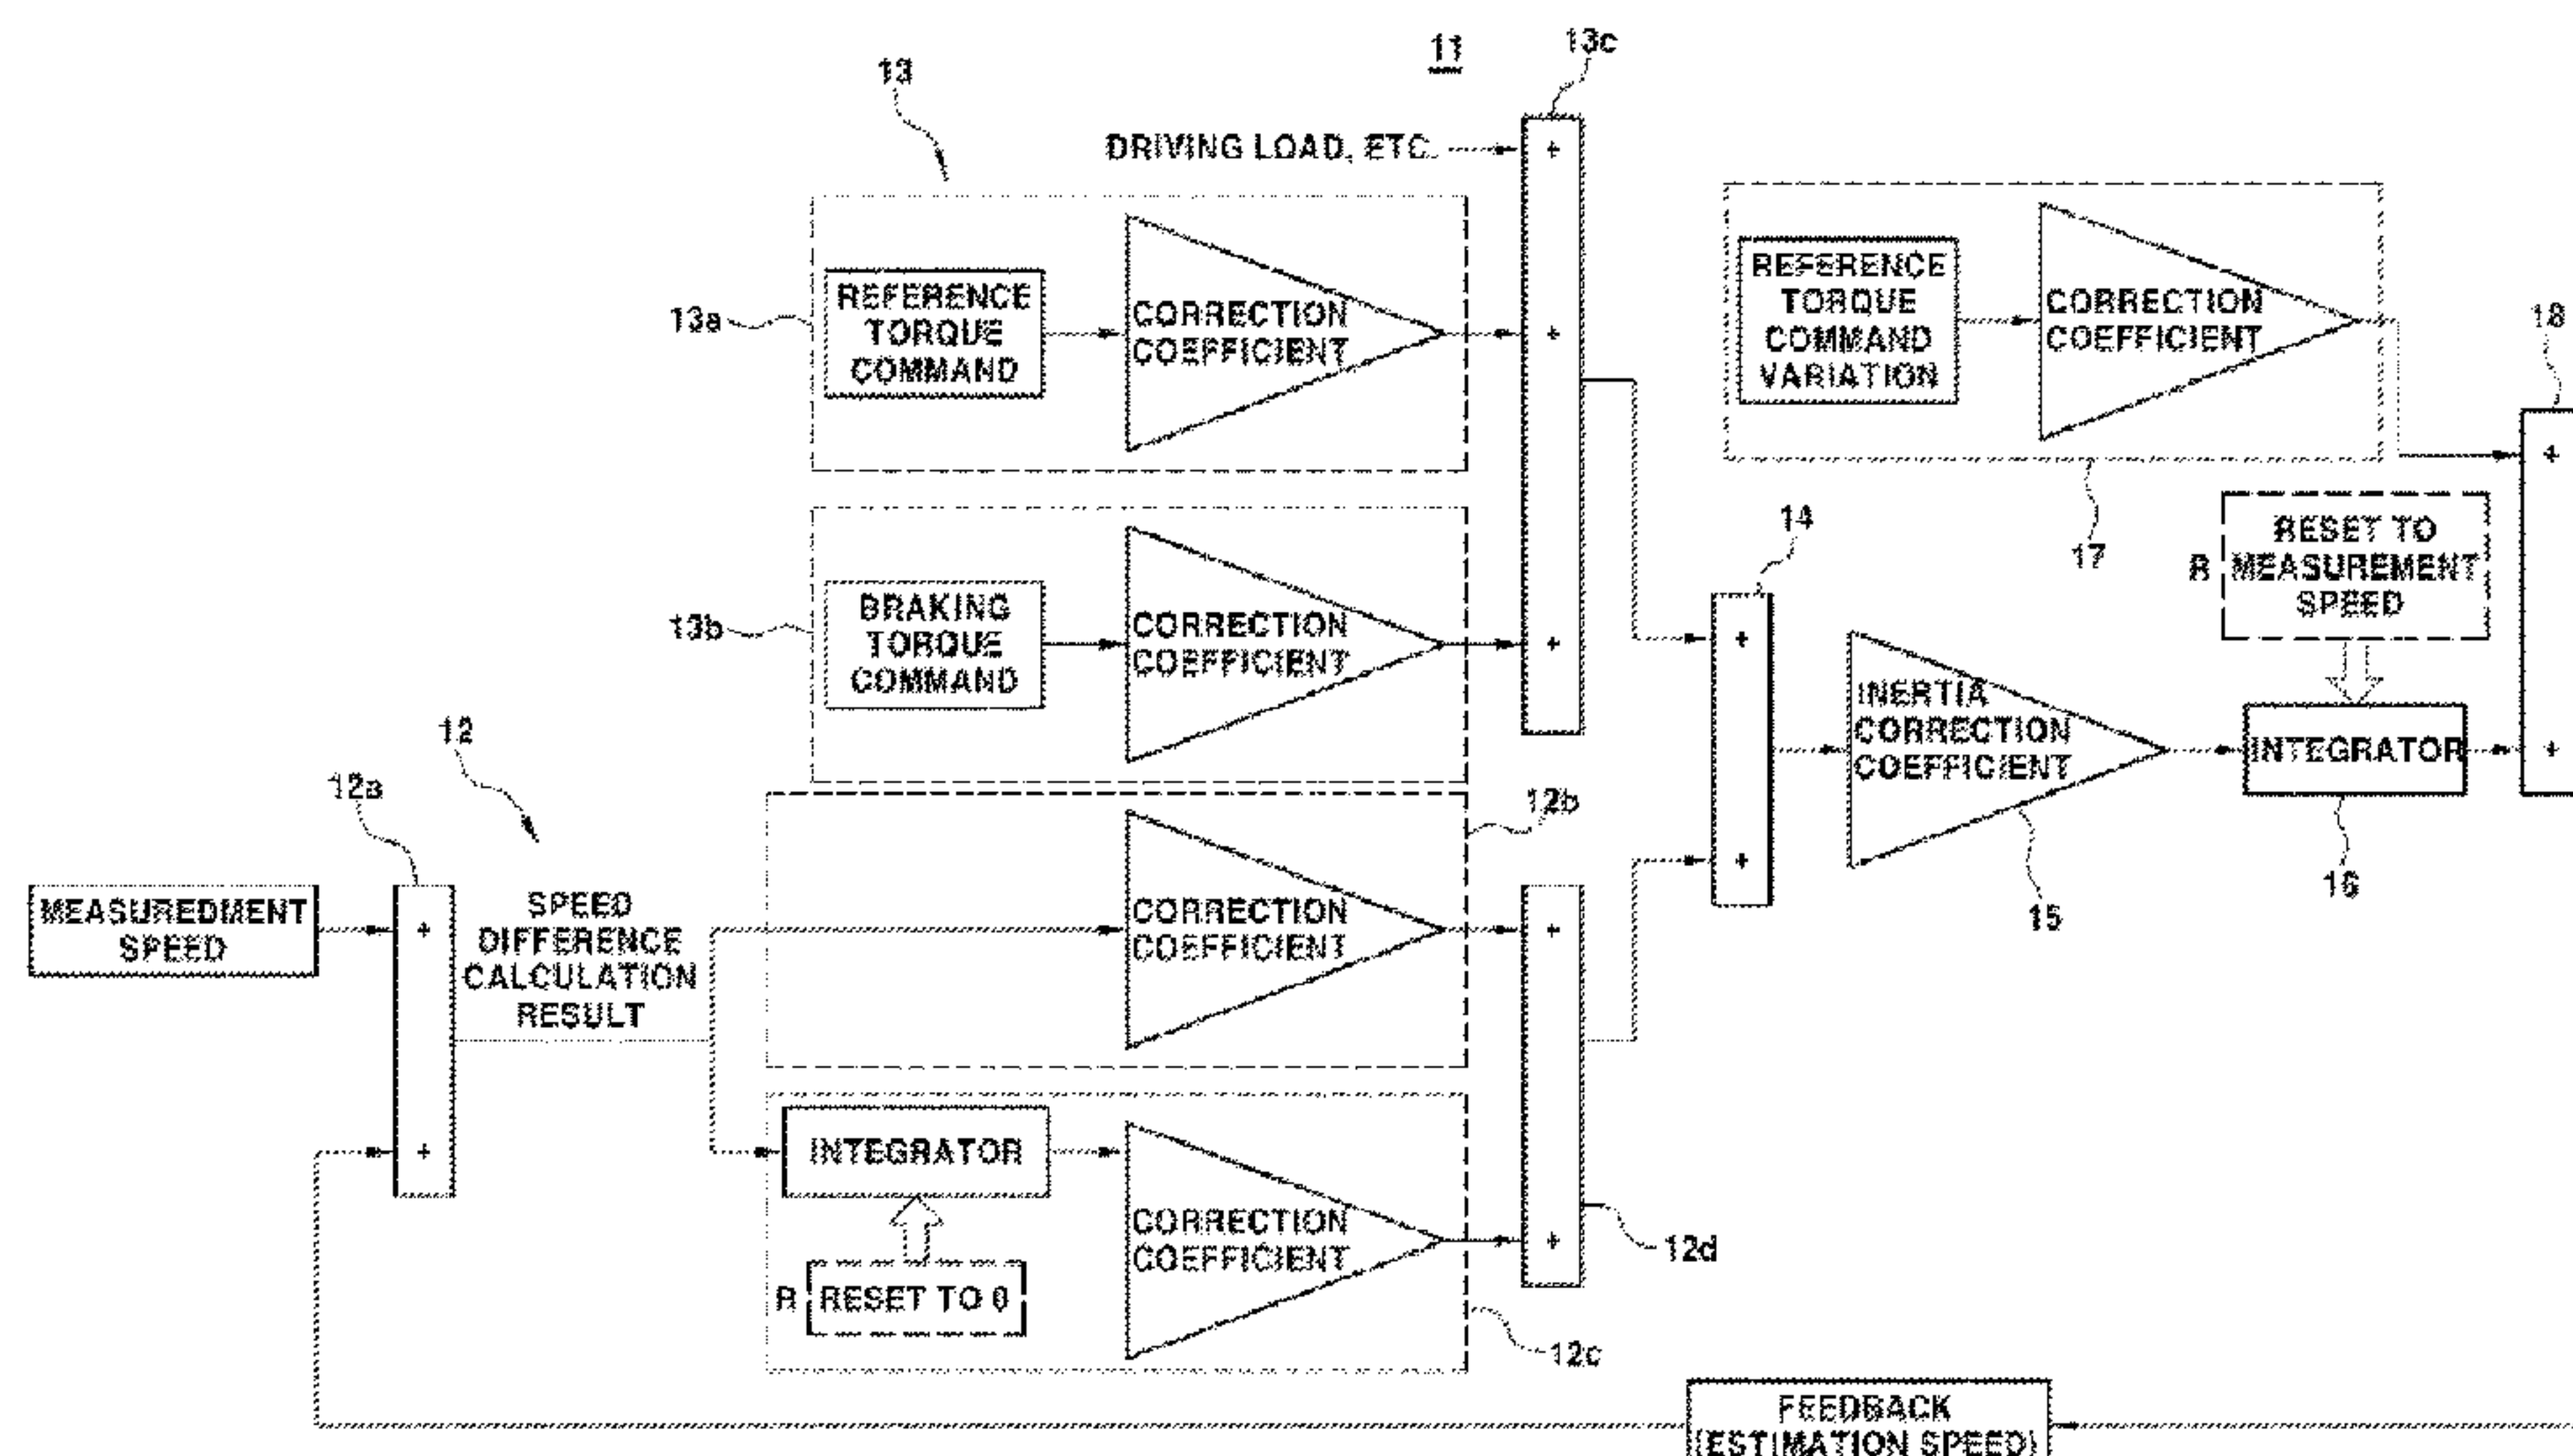 11
13c
13
DRIVING LOAD, ETC.
+
13a
REFERENCE
TORQUE
COMMAND
CORRECTION
COEFFICIENT
+
REFERENCE
TORQUE
COMMAND
VARIATION
CORRECTION
COEFFICIENT
18
+
17
13b
BRAKING
TORQUE
COMMAND
CORRECTION
COEFFICIENT
+
14
+
+
INERTIA
CORRECTION
COEFFICIENT
15
R
RESET TO
MEASUREMENT
SPEED
INTEGRATOR
16
+
12
12a
MEASUREDMENT
SPEED
+
+
SPEED
DIFFERENCE
CALCULATION
RESULT
12b
CORRECTION
COEFFICIENT
+
INTEGRATOR
R
RESET TO 0
CORRECTION
COEFFICIENT
+
12d
12c
FEEDBACK
(ESTIMATION SPEED)